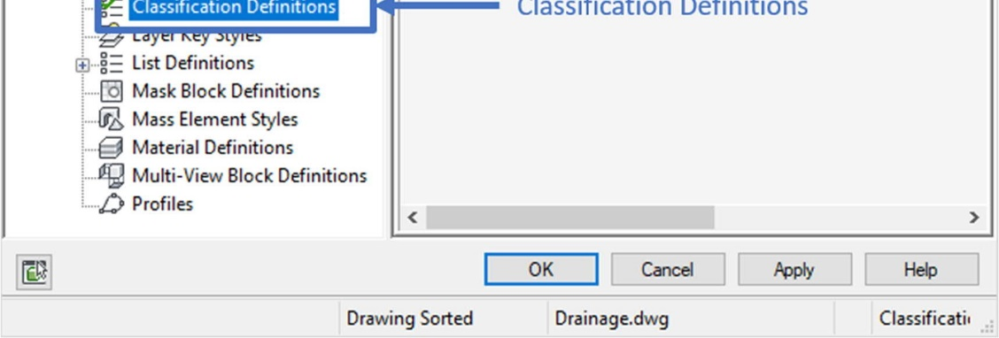 Classification Definitions
Classification Definitions
Layer Key Styles
List Definitions
Mask Block Definitions
Mass Element Styles
Material Definitions
Multi-View Block Definitions
Profiles
OK Cancel Apply Help
Drawing Sorted Drainage.dwg Classificati